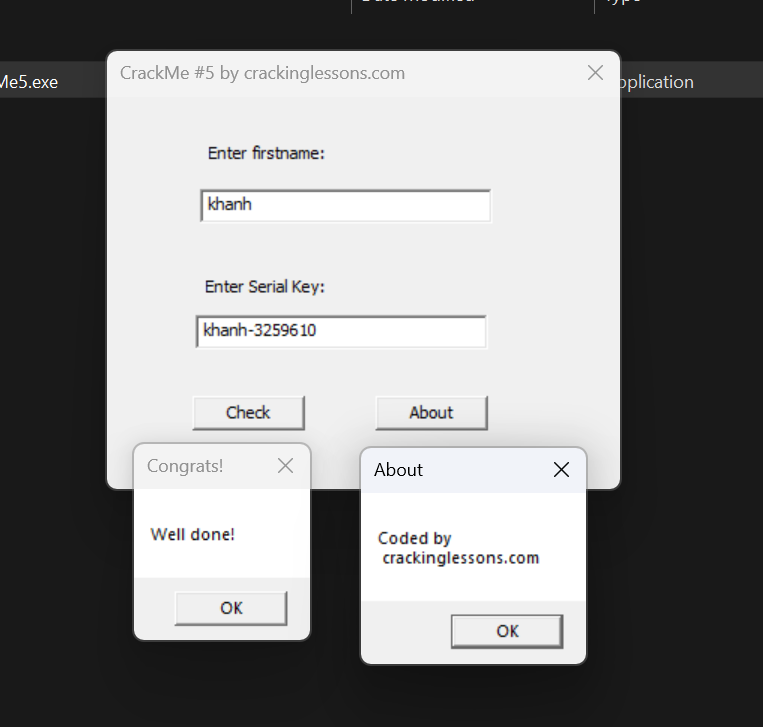 Me5.exe
CrackMe #5 by crackinglessons.com
Enter firstname:
khanh
Enter Serial Key:
khanh-3259610
Check
About
Congrats!
Well done!
OK
About
Coded by
crackinglessons.com
OK